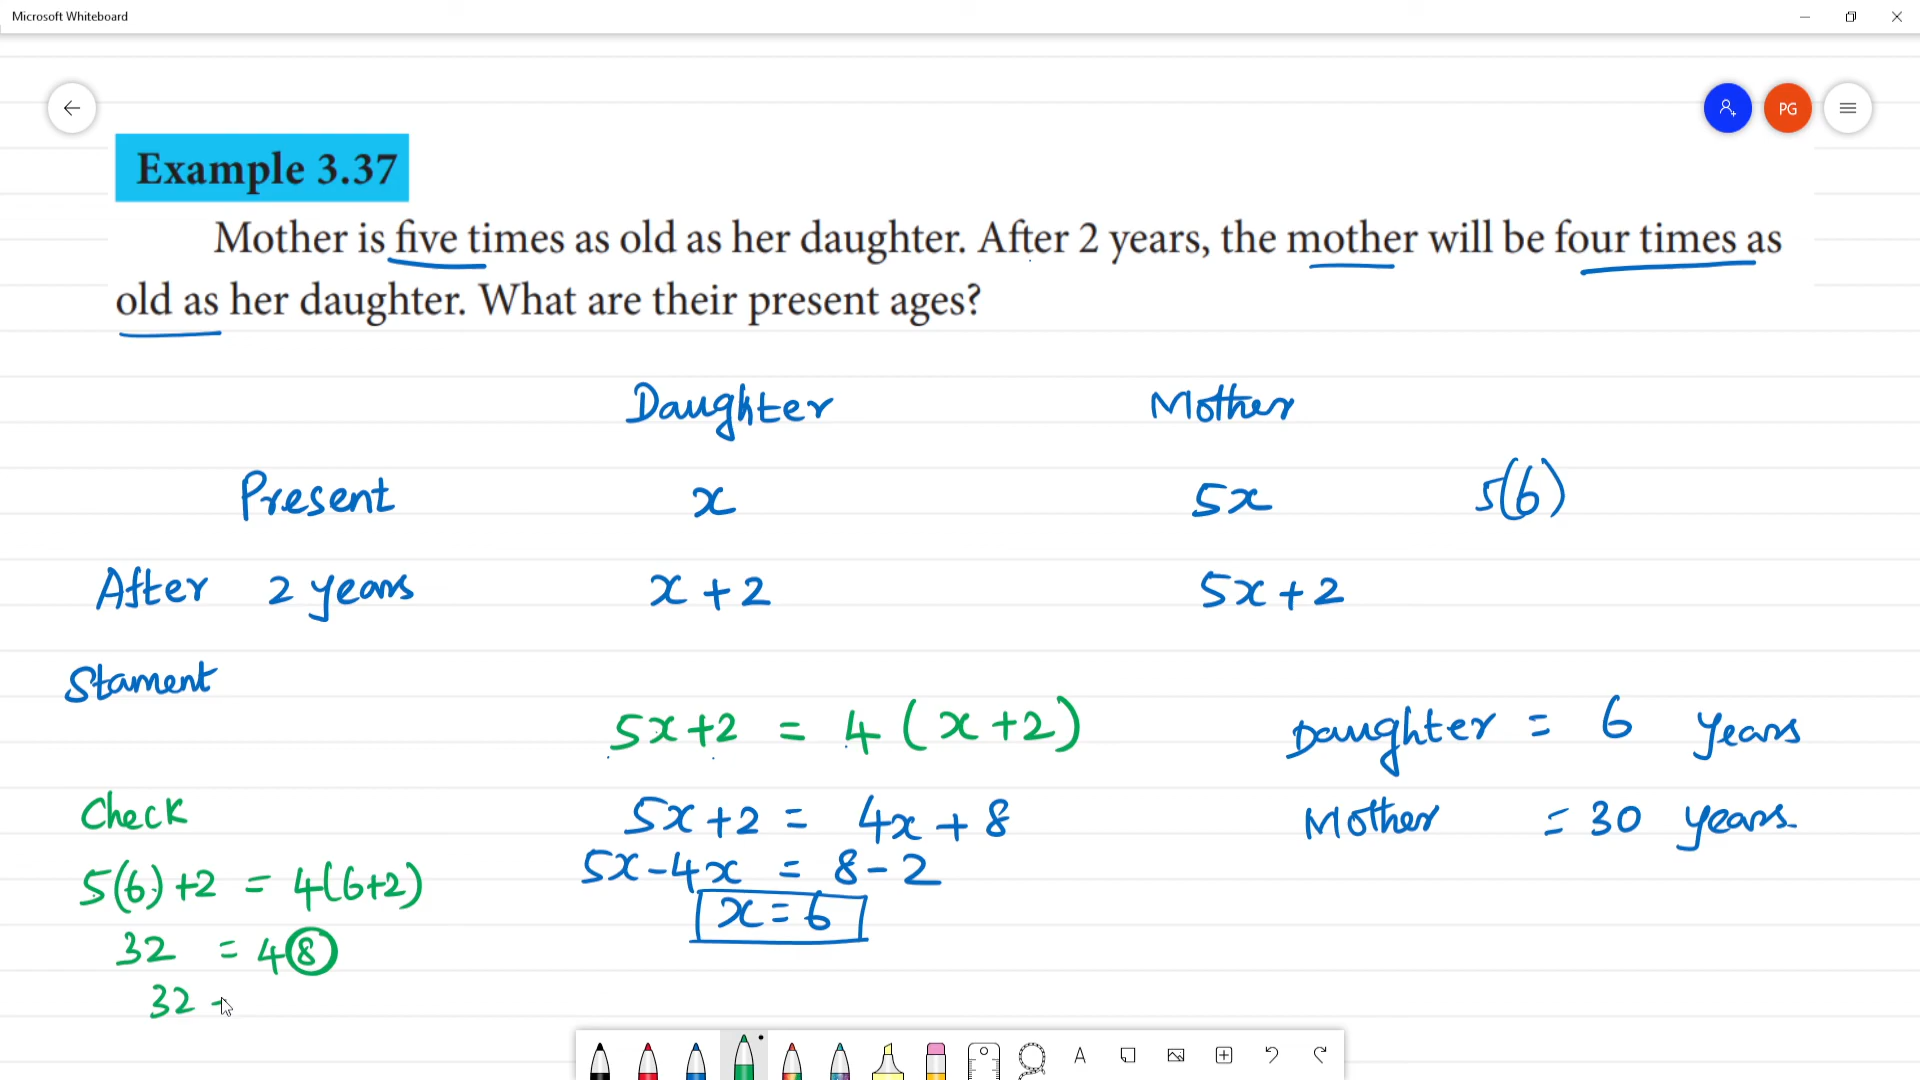 Microsoft Whiteboard
PG
Example 3.37
Mother is five times as old as her daughter. After 2 years, the mother will be four times as
old as her daughter. What are their present ages?
Daughter Mother
Present x 5x 5(6)
After 2 years x + 2 5x + 2
Stament
5x+2 = 4 (x+2)
Daughter = 6 years
Check
5x+2 = 4x + 8
Mother = 30 years.
5x-4x = 8-2
5(6)+2 = 4(6+2)
x = 6
32 = 4(8)
32 -
A